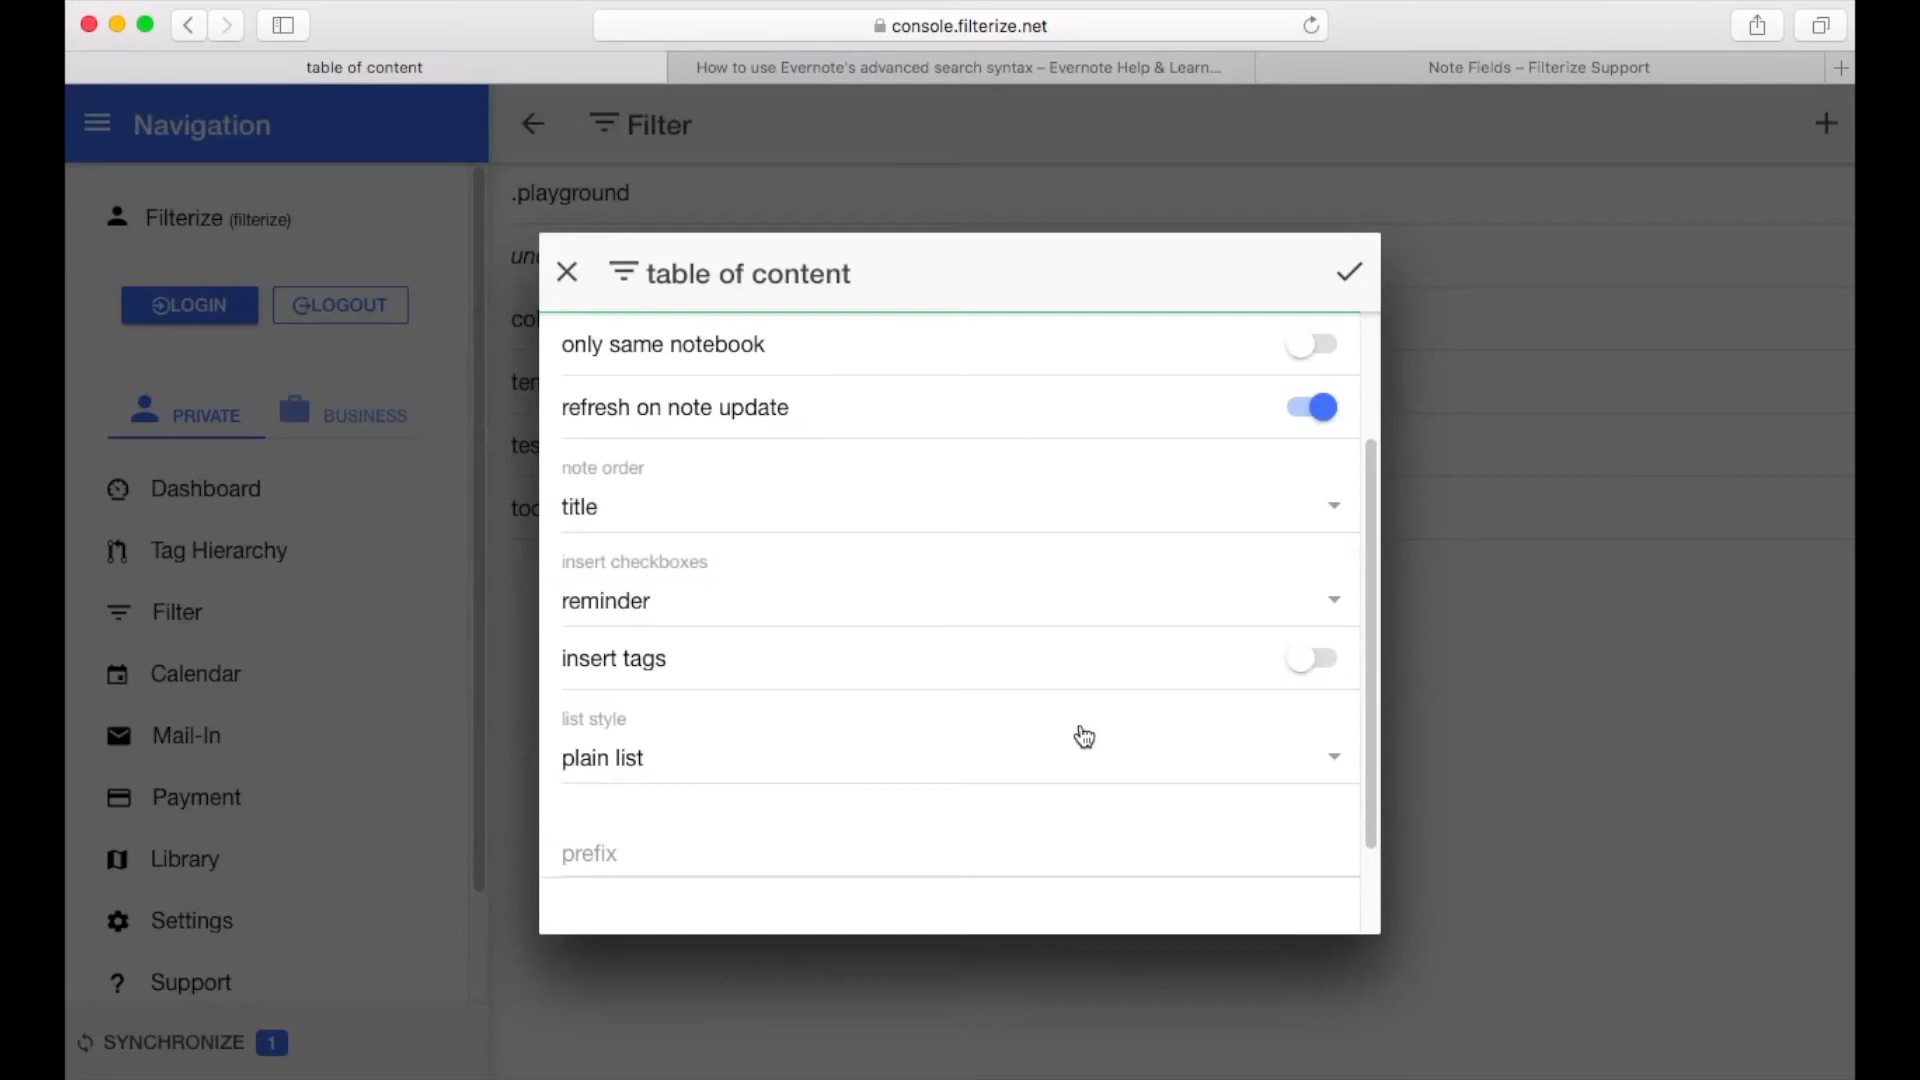 console.filterize.net
table of content
How to use Evernote's advanced search syntax – Evernote Help & Learn...
Note Fields – Filterize Support
Navigation
Filter
Filterize (filterize)
LOGIN
LOGOUT
PRIVATE
BUSINESS
Dashboard
Tag Hierarchy
Filter
Calendar
Mail-In
Payment
Library
Settings
Support
SYNCHRONIZE 1
.playground
table of content
only same notebook
refresh on note update
note order
title
insert checkboxes
reminder
insert tags
list style
plain list
prefix